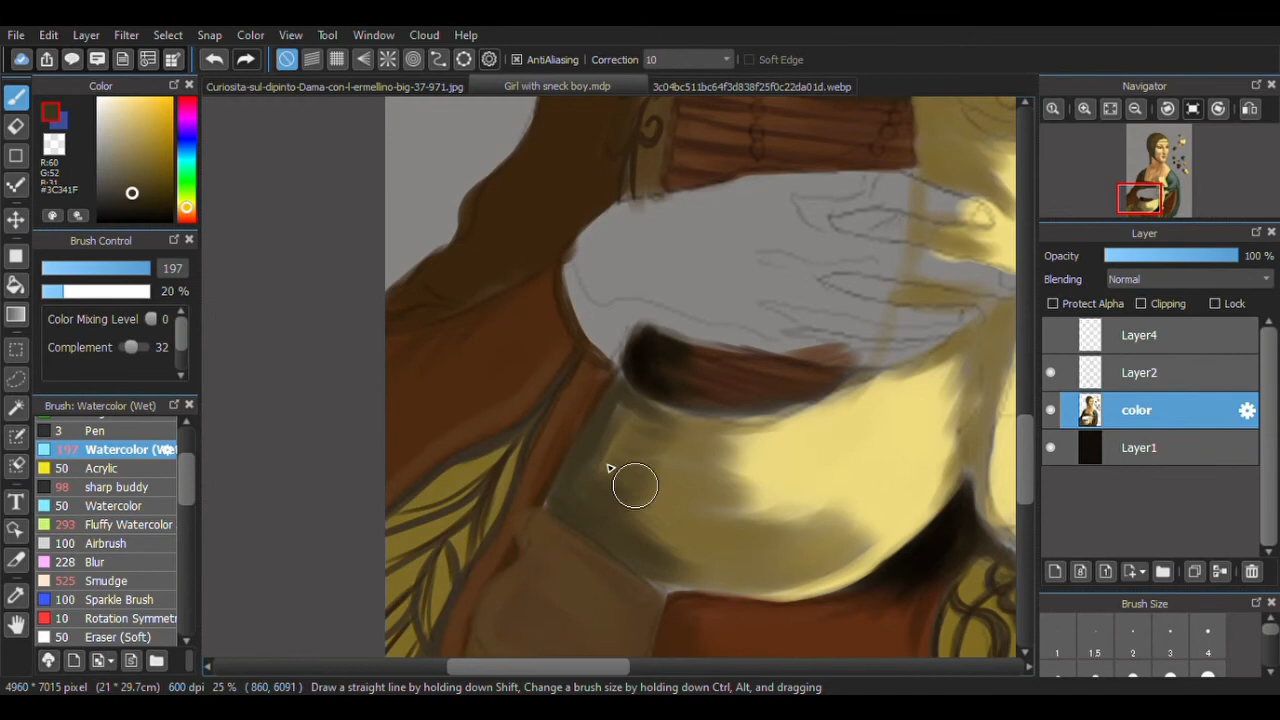 File Edit Layer Filter Select Snap Color View Tool Window Cloud Help
AntiAliasing Correction 10 Soft Edge
Color
Curiosita-sul-dipinto-Dama-con-l-ermellino-big-37-971.jpg Girl with sneck boy.mdp 3c04bc511bc64f3d838f25f0c22da01d.webp
Navigator
R:60
G:52
B:31
#3C341F
Brush Control
197
20 %
Color Mixing Level 0
Complement 32
Brush: Watercolor (Wet)
3 Pen
197 Watercolor
50 Acrylic
98 sharp buddy
50 Watercolor
293 Fluffy Watercolor
100 Airbrush
228 Blur
525 Smudge
100 Sparkle Brush
10 Rotation Symmetr
50 Eraser (Soft)
Layer
Opacity 100 %
Blending Normal
Protect Alpha Clipping Lock
Layer4
Layer2
color
Layer1
Brush Size
1 1.5 2 3 4
4960 * 7015 pixel (21 * 29.7cm) 600 dpi 25 % ( 860, 6091) Draw a straight line by holding down Shift, Change a brush size by holding down Ctrl, Alt, and dragging